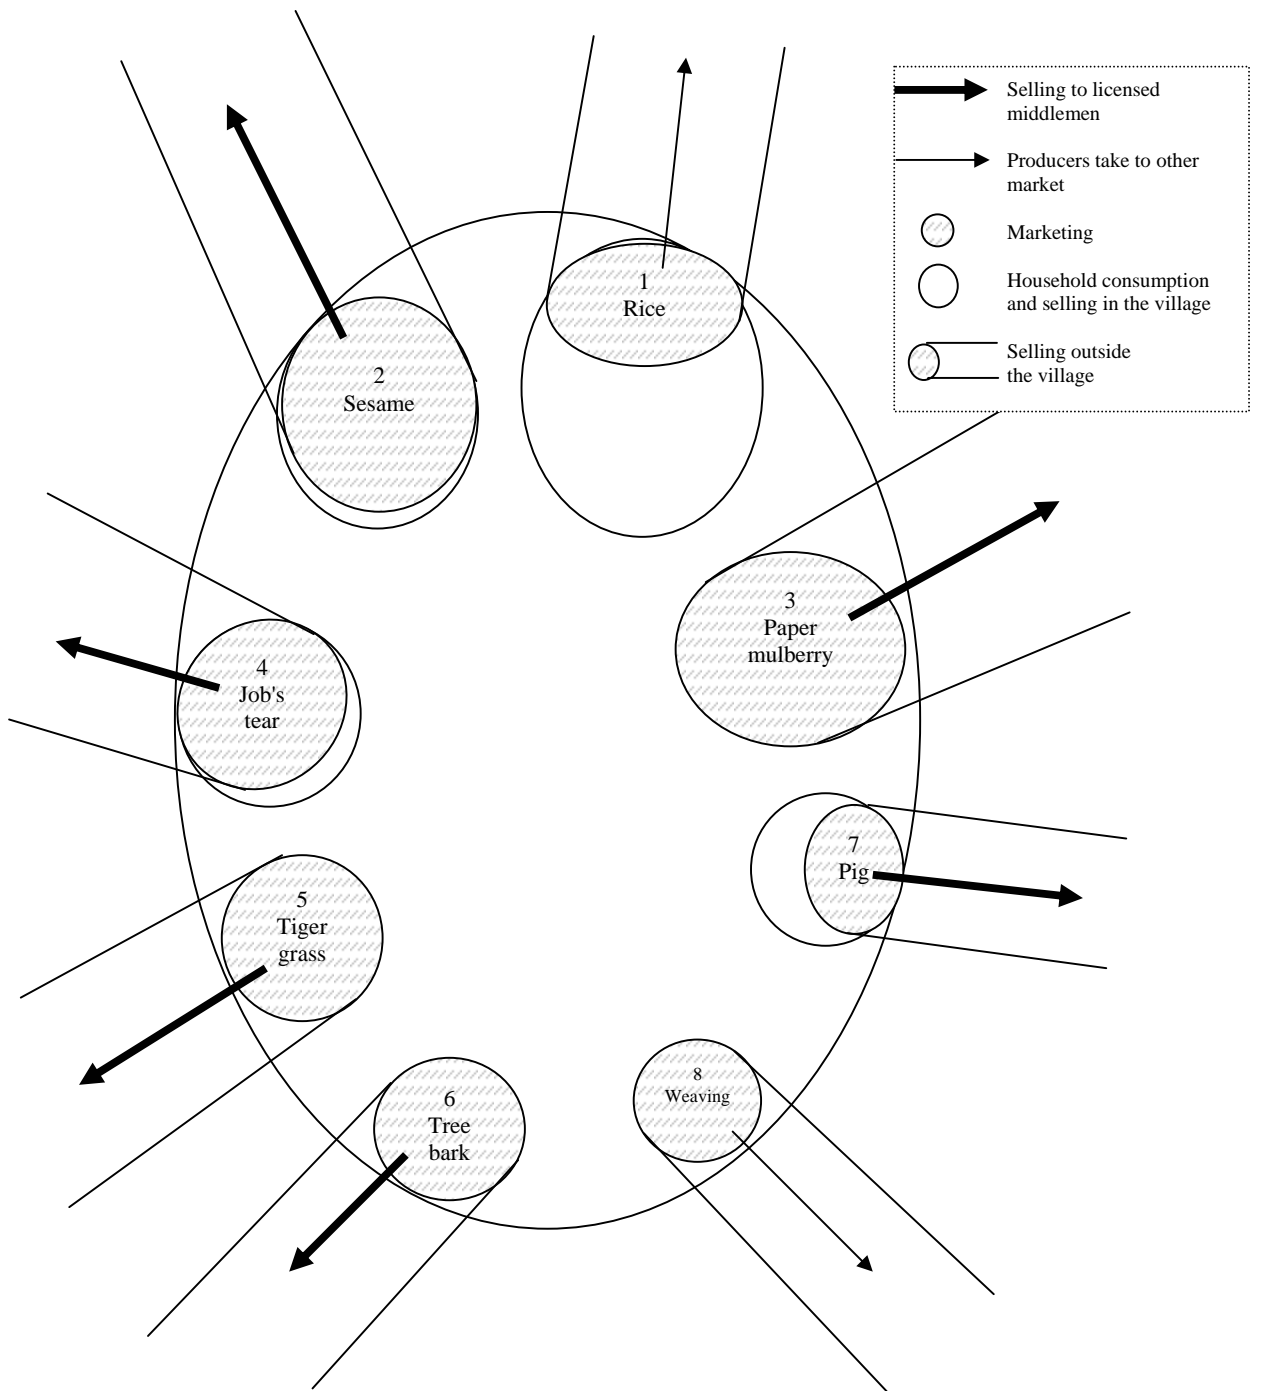 Selling to licensed
middlemen
Producers take to other
market
Marketing
Household consumption
and selling in the village
Selling outside
the village
1
Rice
2
Sesame
3
Paper
mulberry
4
Job's
tear
7
Pig
5
Tiger
grass
6
Tree
bark
8
Weaving